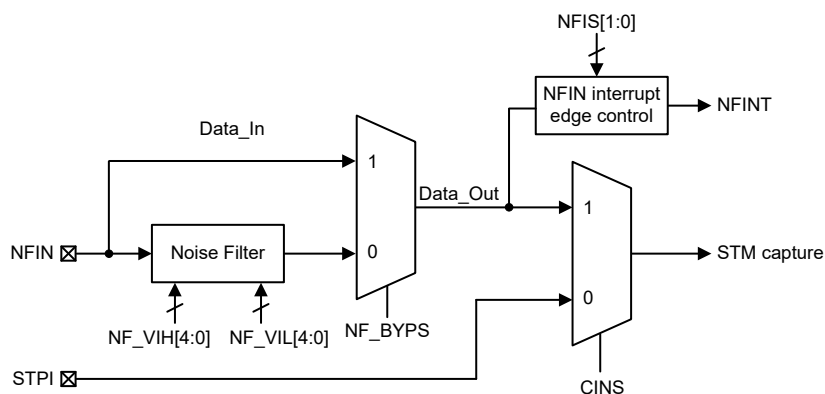 NFIS[1:0]
NFIN interrupt
edge control
NFINT
Data_In
1
Data_Out
1
NFIN
Noise Filter
0
STM capture
0
NF_VIH[4:0]
NF_VIL[4:0]
NF_BYPS
STPI
CINS